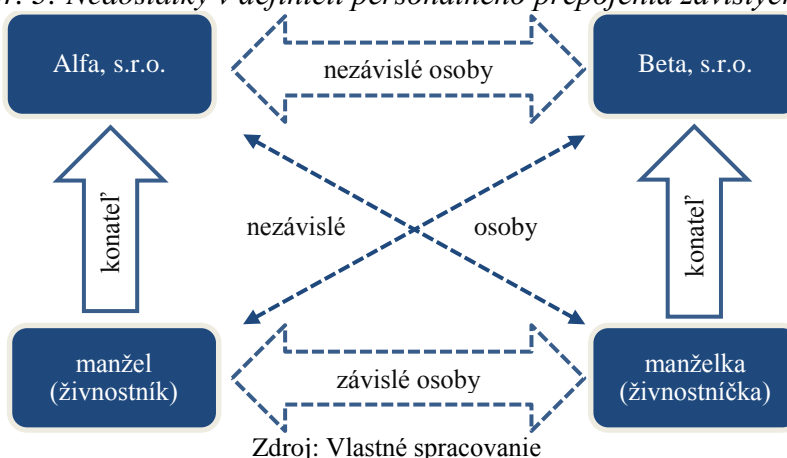 r. 3: Nedostatky v definícii personálneho prepojenia závislých
Alfa, s.r.o.
nezávislé osoby
Beta, s.r.o.
konateľ
nezávislé
osoby
konateľ
manžel
(živnostník)
závislé osoby
manželka
(živnostníčka)
Zdroj: Vlastné spracovanie